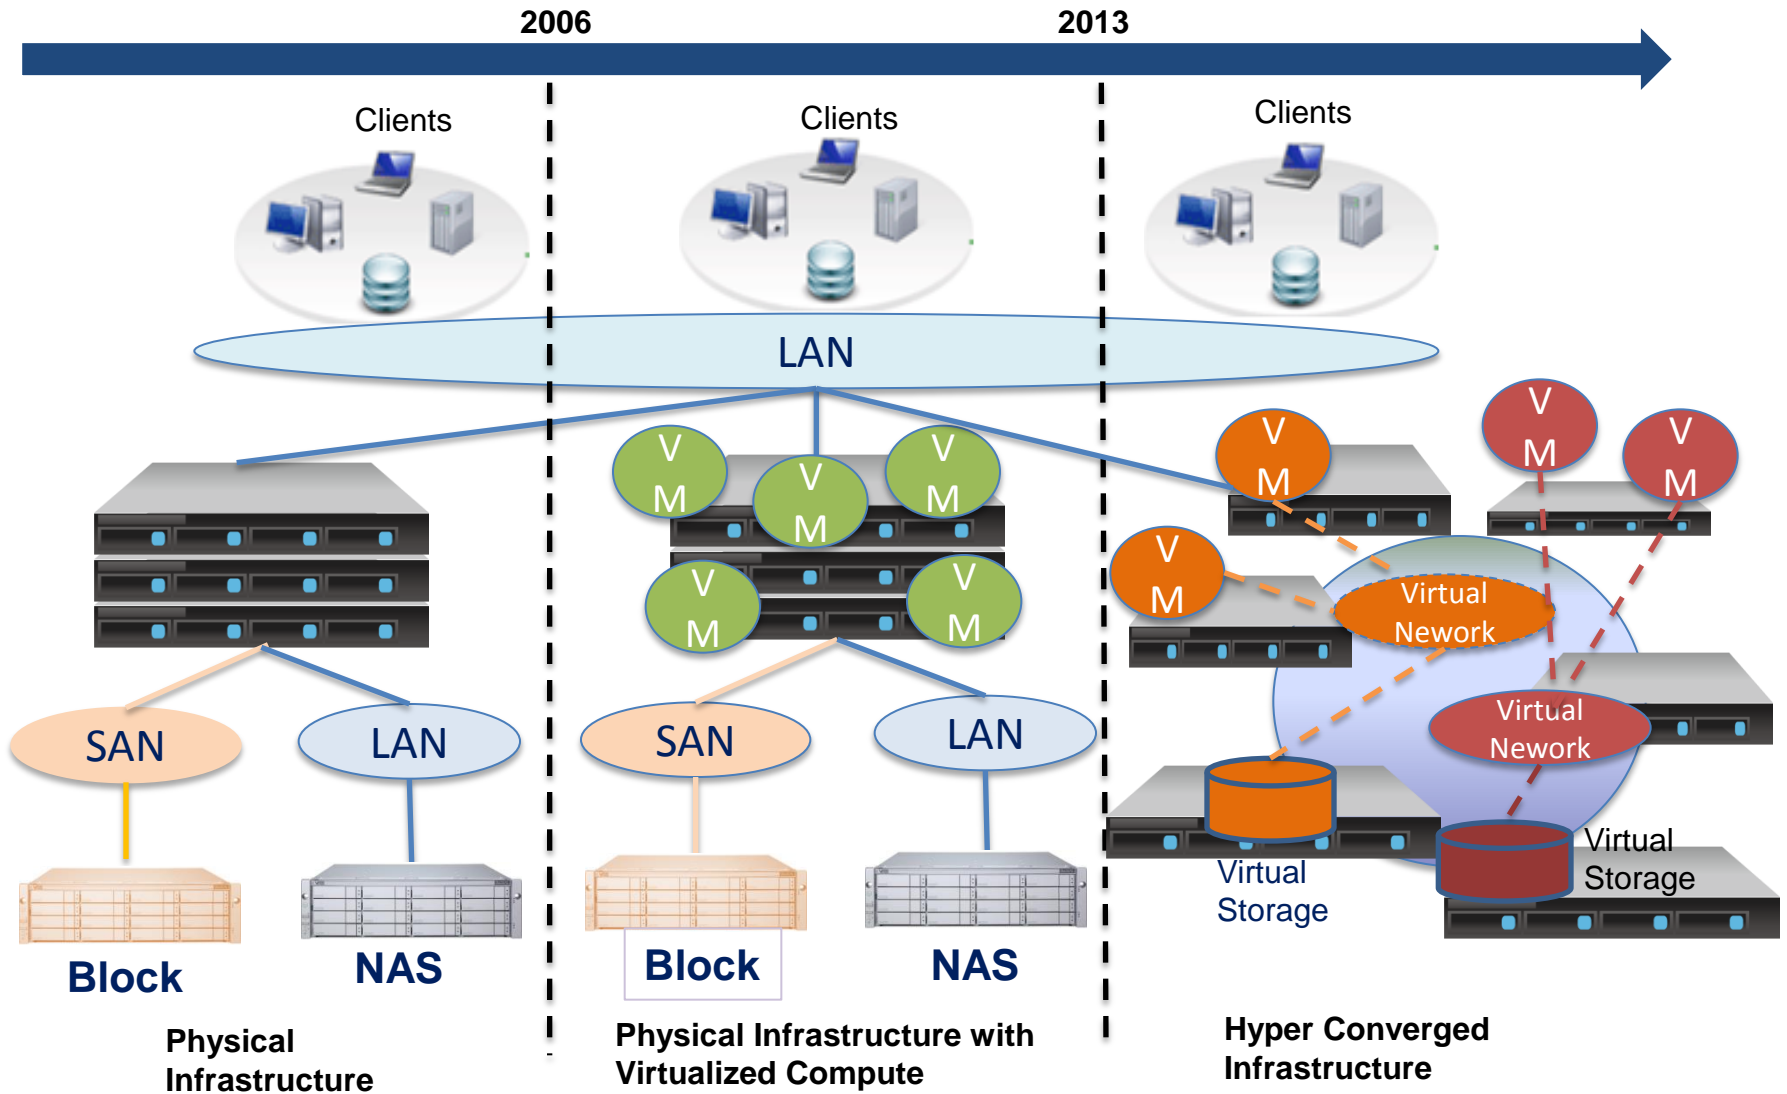 2006
2013
Clients
Clients
Clients
LAN
V
M
V
M
V
M
V
M
V
M
V
M
V
M
V
M
V
M
Virtual
Nework
Virtual
Nework
SAN
LAN
SAN
LAN
Virtual
Storage
Virtual
Storage
Block
NAS
Block
NAS
Physical
Infrastructure
Physical Infrastructure with
Virtualized Compute
Hyper Converged
Infrastructure